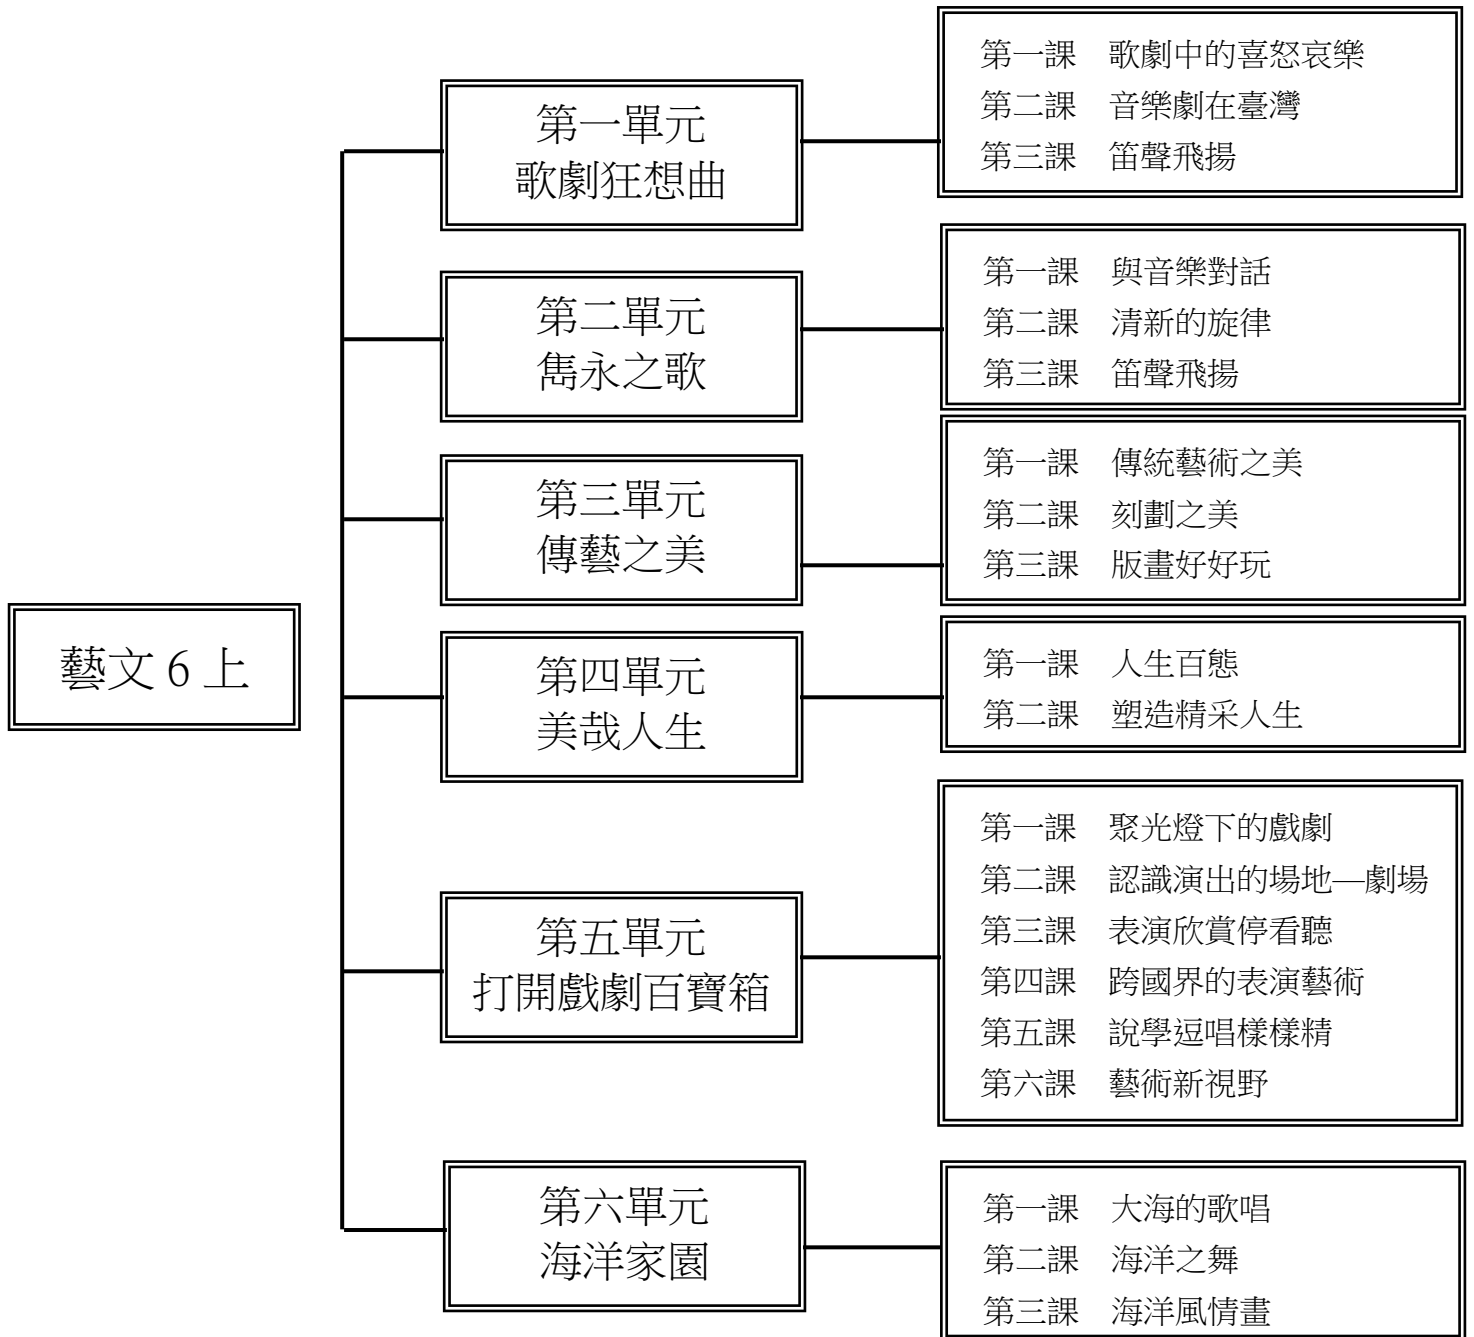 藝文 6 上
第一單元
歌劇狂想曲
第一課 歌劇中的喜怒哀樂
第二課 音樂劇在臺灣
第三課 笛聲飛揚
第二單元
雋永之歌
第一課 與音樂對話
第二課 清新的旋律
第三課 笛聲飛揚
第三單元
傳藝之美
第一課 傳統藝術之美
第二課 刻劃之美
第三課 版畫好好玩
第四單元
美哉人生
第一課 人生百態
第二課 塑造精采人生
第五單元
打開戲劇百寶箱
第一課 聚光燈下的戲劇
第二課 認識演出的場地—劇場
第三課 表演欣賞停看聽
第四課 跨國界的表演藝術
第五課 說學逗唱樣樣精
第六課 藝術新視野
第六單元
海洋家園
第一課 大海的歌唱
第二課 海洋之舞
第三課 海洋風情畫